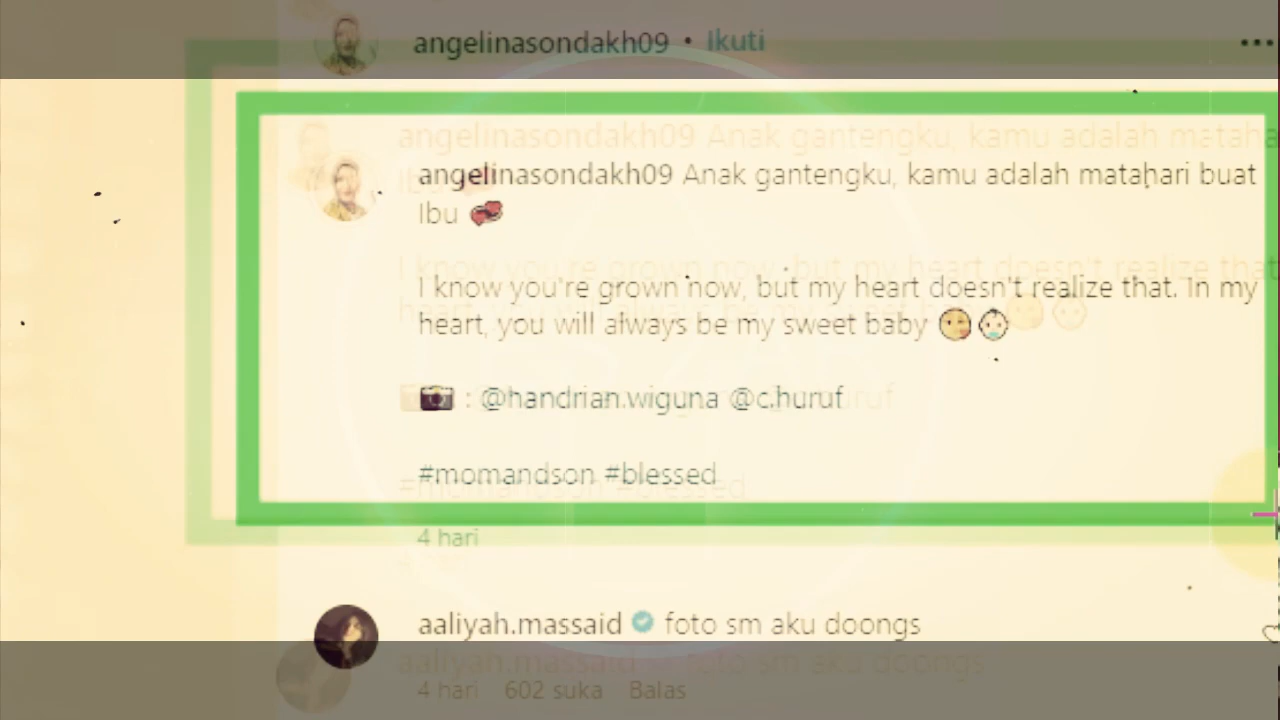 angelinasondakh09 • Ikuti
angelinasondakh09 Anak gantengku, kamu adalah matahari buat
Ibu 💞
I know you're grown now, but my heart doesn't realize that. In my
heart, you will always be my sweet baby 😘👶
📷 : @handrian.wiguna @c.huruf
#momandson #blessed
4 hari
aaliyah.massaid foto sm aku doongs
4 hari 602 suka Balas